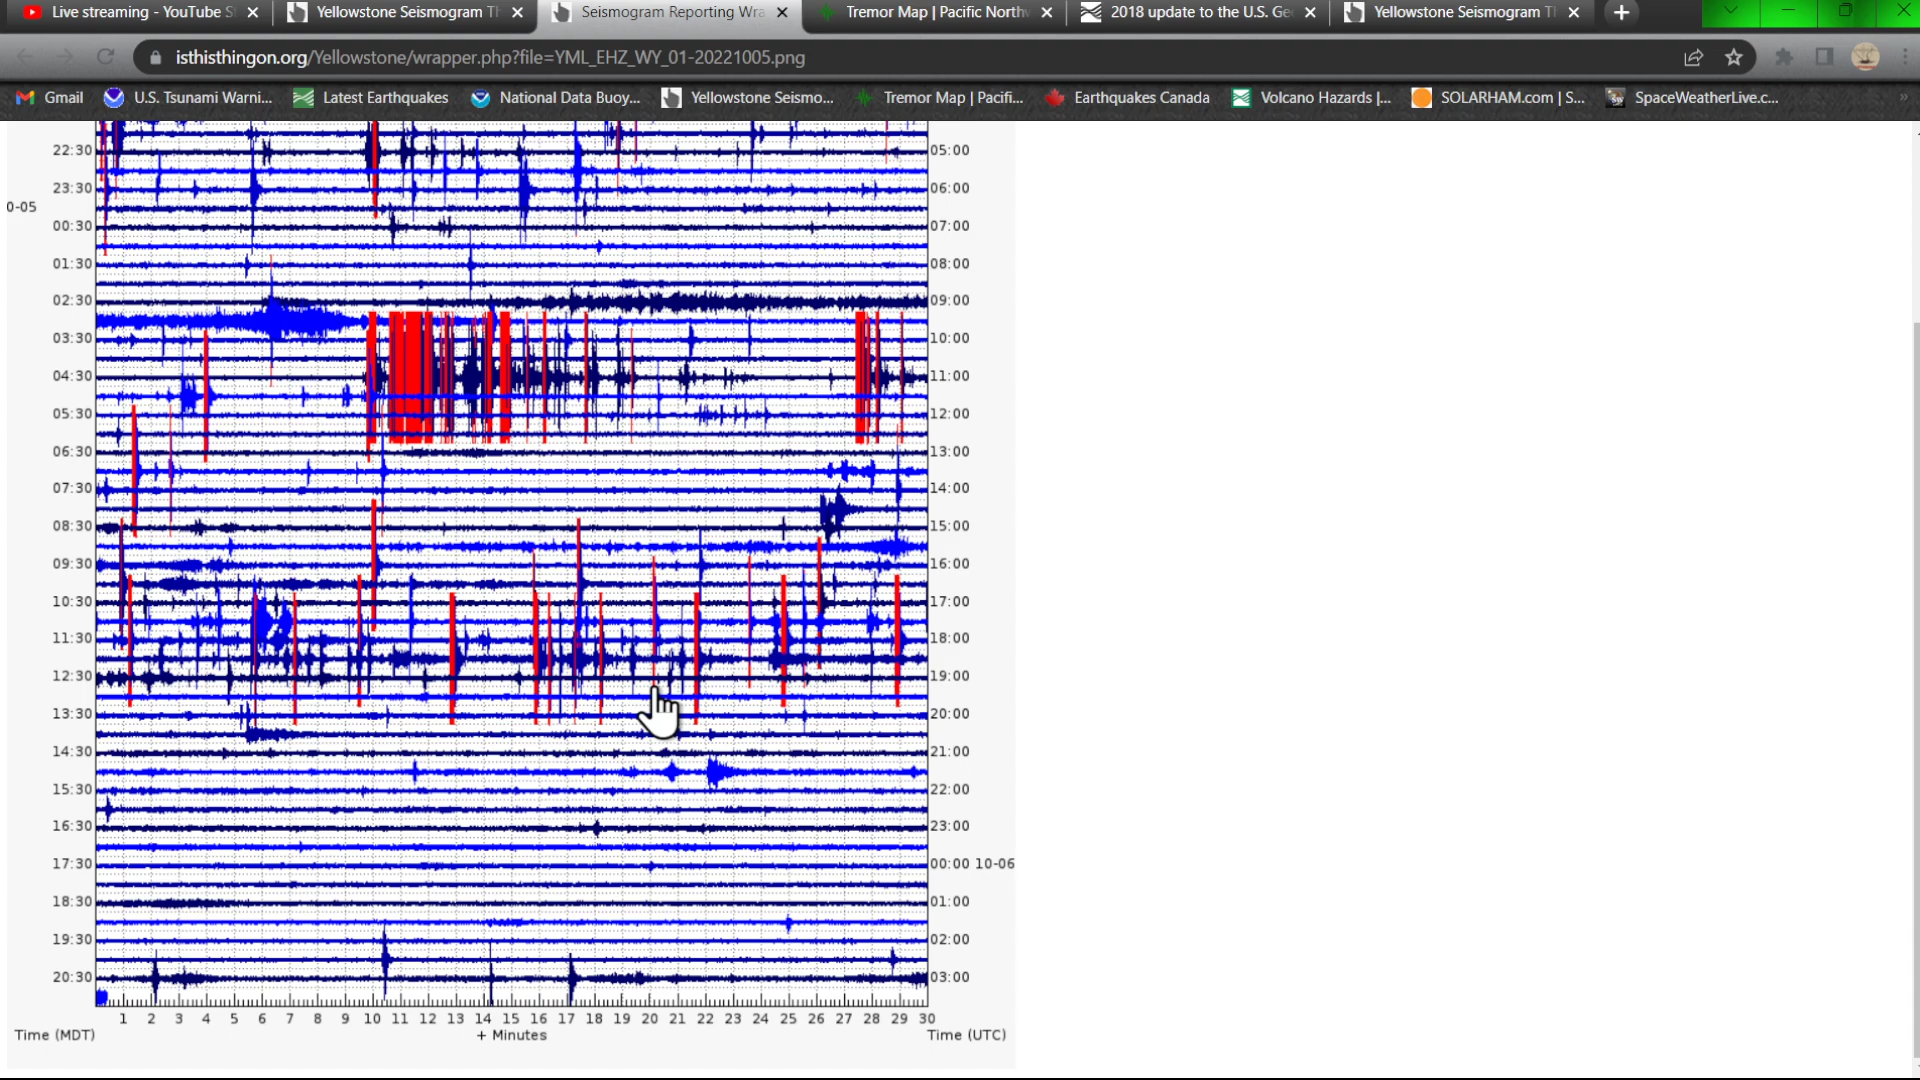 Live streaming - YouTube S
Yellowstone Seismogram Th
Seismogram Reporting Wra
Tremor Map | Pacific Northw
2018 update to the U.S. Ge
Yellowstone Seismogram Th
isthisthingon.org/Yellowstone/wrapper.php?file=YML_EHZ_WY_01-20221005.png
Gmail
U.S. Tsunami Warni...
Latest Earthquakes
National Data Buoy...
Yellowstone Seismo...
Tremor Map | Pacifi...
Earthquakes Canada
Volcano Hazards |...
SOLARHAM.com | S...
SpaceWeatherLive.c...
22:30 05:00
23:30 06:00
0-05
00:30 07:00
01:30 08:00
02:30 09:00
03:30 10:00
04:30 11:00
05:30 12:00
06:30 13:00
07:30 14:00
08:30 15:00
09:30 16:00
10:30 17:00
11:30 18:00
12:30 19:00
13:30 20:00
14:30 21:00
15:30 22:00
16:30 23:00
17:30 00:00 10-06
18:30 01:00
19:30 02:00
20:30 03:00
1 2 3 4 5 6 7 8 9 10 11 12 13 14 15 16 17 18 19 20 21 22 23 24 25 26 27 28 29 30
Time (MDT) + Minutes Time (UTC)